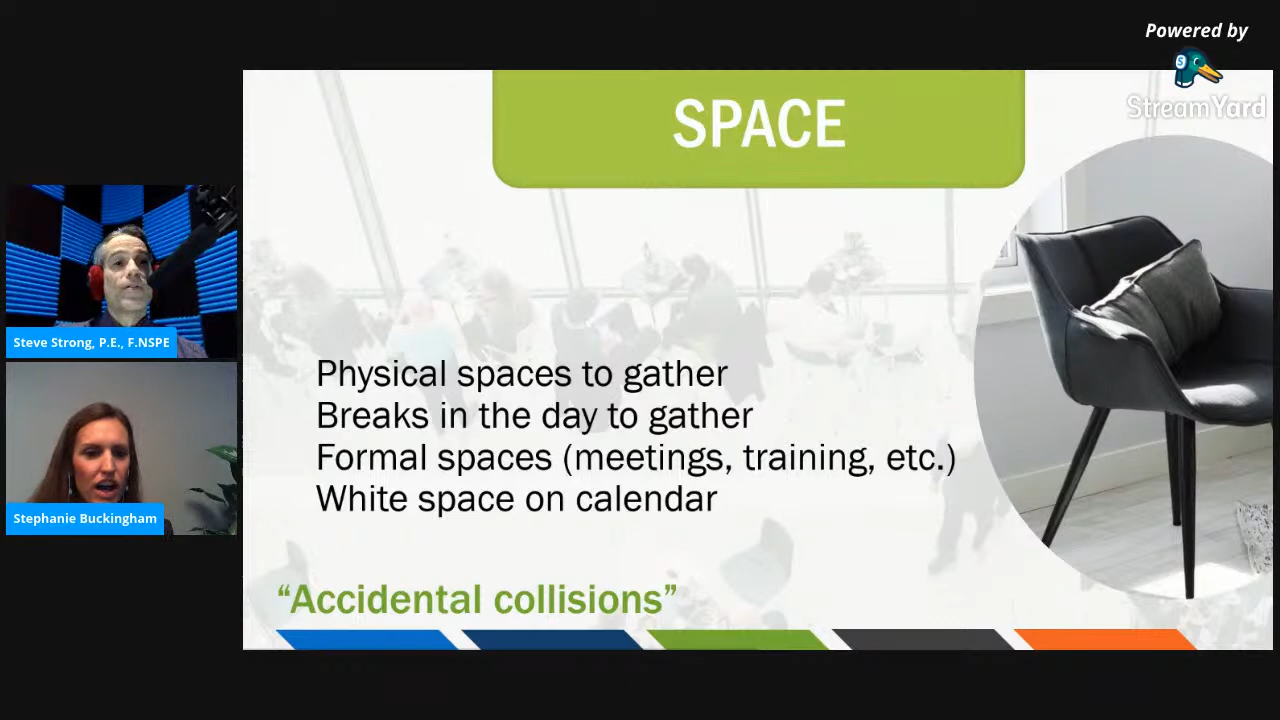 Powered by
StreamYard
SPACE
Steve Strong, P.E., F.NSPE
Stephanie Buckingham
Physical spaces to gather
Breaks in the day to gather
Formal spaces (meetings, training, etc.)
White space on calendar
“Accidental collisions”